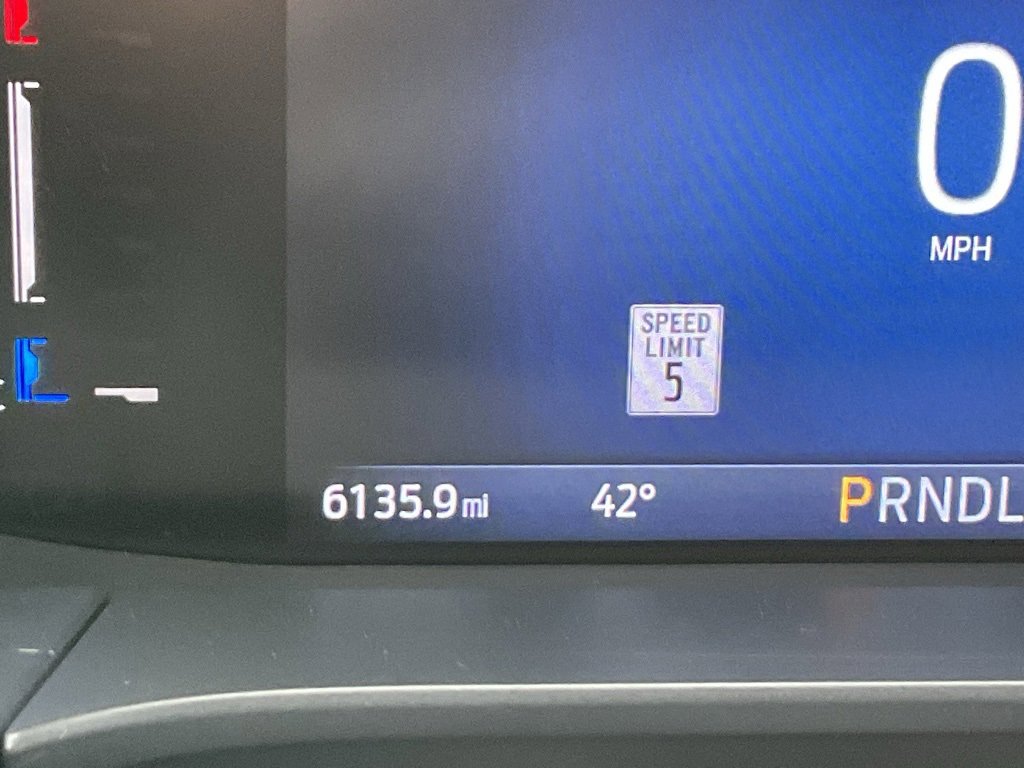 0
MPH
SPEED
LIMIT
5
6135.9 mi 42° PRNDL